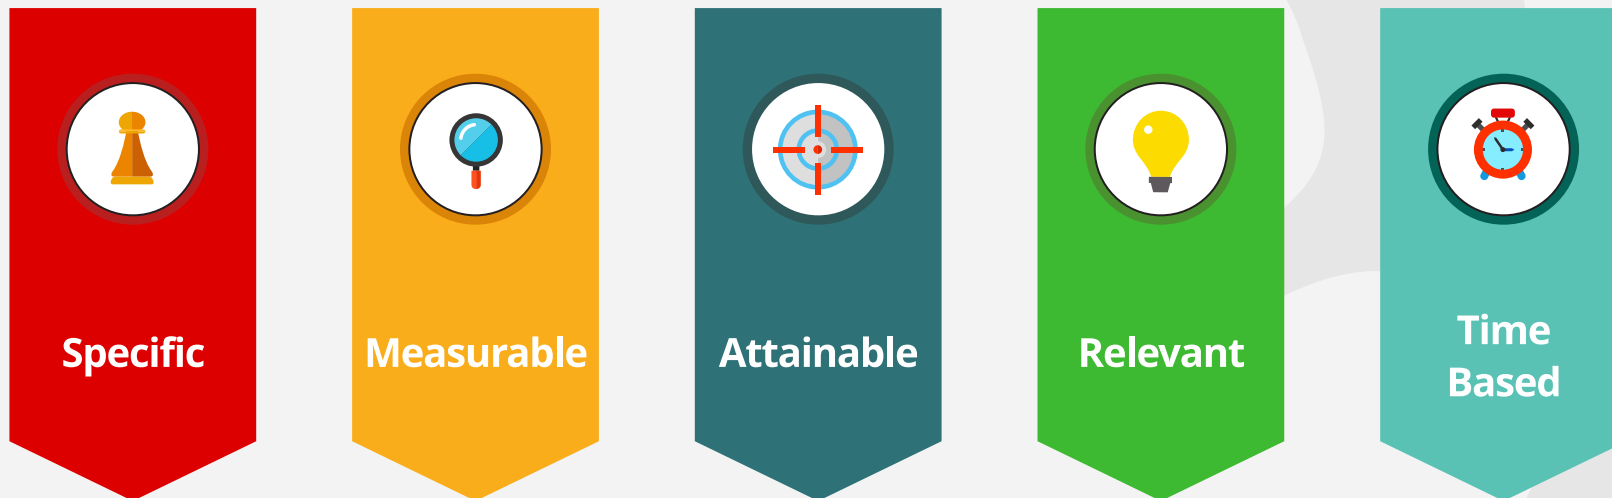 Specific
Measurable
Attainable
Relevant
Time
Based